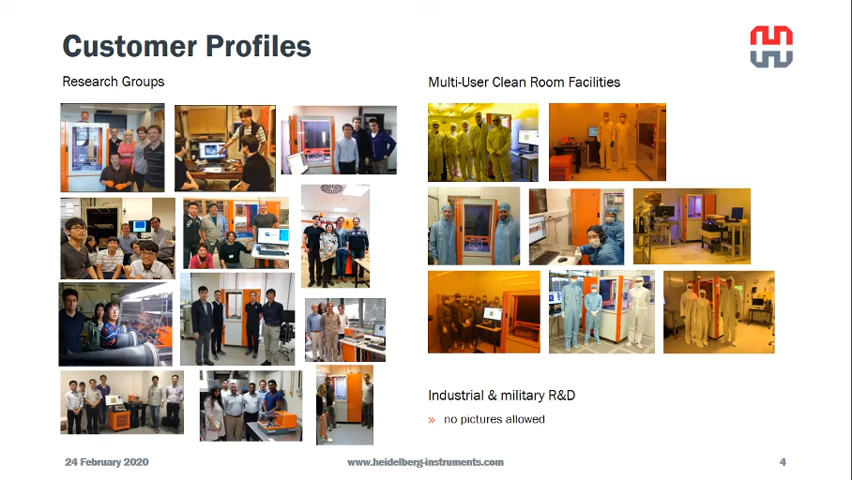 Customer Profiles
Research Groups
Multi-User Clean Room Facilities
Industrial & military R&D
» no pictures allowed
24 February 2020
www.heidelberg-instruments.com
4